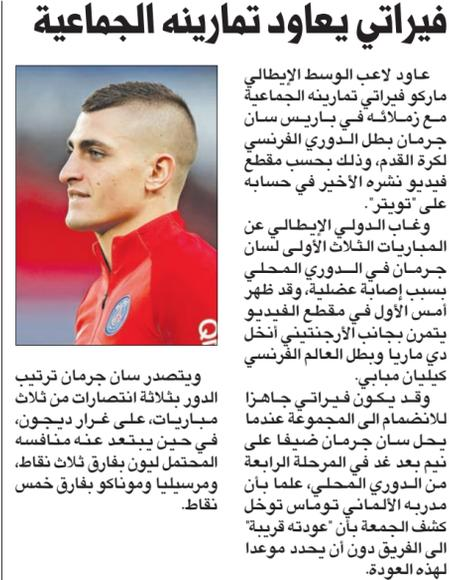 فيراتي يعاود تمارينه الجماعية
عاود لاعب الوسط الإيطالي
ماركو فيراتي تمارينه الجماعية
مع زملائه في باريس سان
جرمان بطل الدوري الفرنسي
لكرة القدم، وذلك بحسب مقطع
فيديو نشره الأخير في حسابه
على "تويتر".
وغاب الدولي الإيطالي عن
المباريات الثلاث الأولى لسان
جرمان في الدوري المحلي
بسبب إصابة عضلية، وقد ظهر
أمس الأول في مقطع الفيديو
يتمرن بجانب الأرجنتيني أنخل
دي ماريا وبطل العالم الفرنسي
كيليان مبابي.
وقد يكون فيراتي جاهزا
للانضمام الى المجموعة عندما
يحل سان جرمان ضيفا على
نيم بعد غد في المرحلة الرابعة
من الدوري المحلي، علما بأن
مدربه الألماني توماس توخل
كشف الجمعة بأن "عودته قريبة"
الى الفريق دون أن يحدد موعدا
لهذه العودة.
ويتصدر سان جرمان ترتيب
الدور بثلاثة انتصارات من ثلاث
مباريات، على غرار ديجون،
في حين يبتعد عنه منافسه
المحتمل ليون بفارق ثلاث نقاط،
ومرسيليا وموناكو بفارق خمس
نقاط.